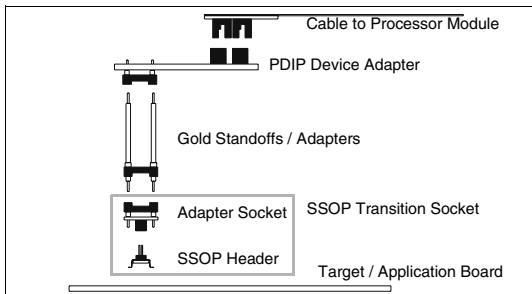 Cable to Processor Module
PDIP Device Adapter
Gold Standoffs / Adapters
Adapter Socket
SSOP Transition Socket
SSOP Header
Target / Application Board